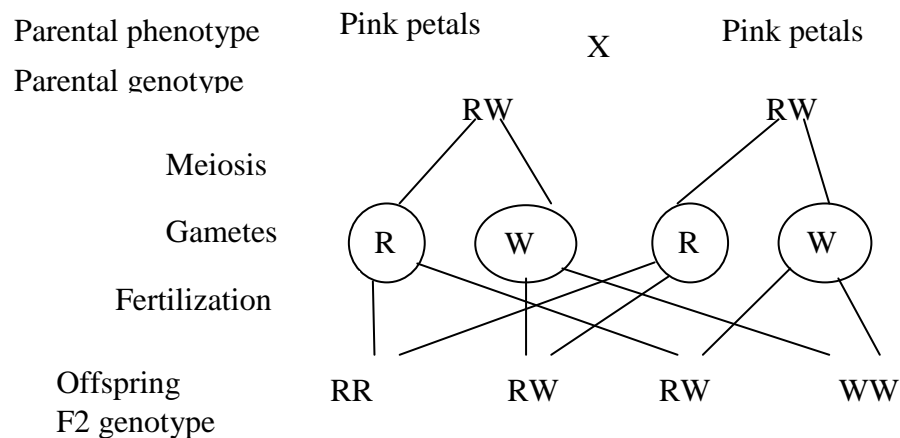 Parental phenotype Pink petals X Pink petals
Parental genotype
RW RW
Meiosis
Gametes R W R W
Fertilization
Offspring RR RW RW WW
F2 genotype